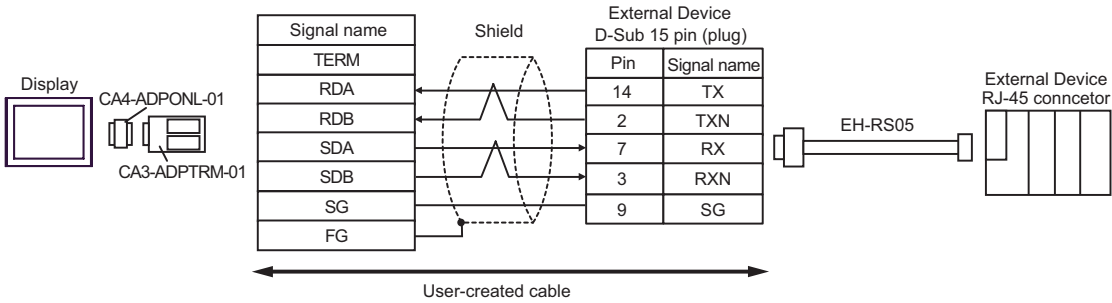 Display
CA4-ADPONL-01
CA3-ADPTRM-01
Signal name
TERM
RDA
RDB
SDA
SDB
SG
FG
Shield
External Device
D-Sub 15 pin (plug)
Pin Signal name
14 TX
2 TXN
7 RX
3 RXN
9 SG
EH-RS05
External Device
RJ-45 conncetor
User-created cable